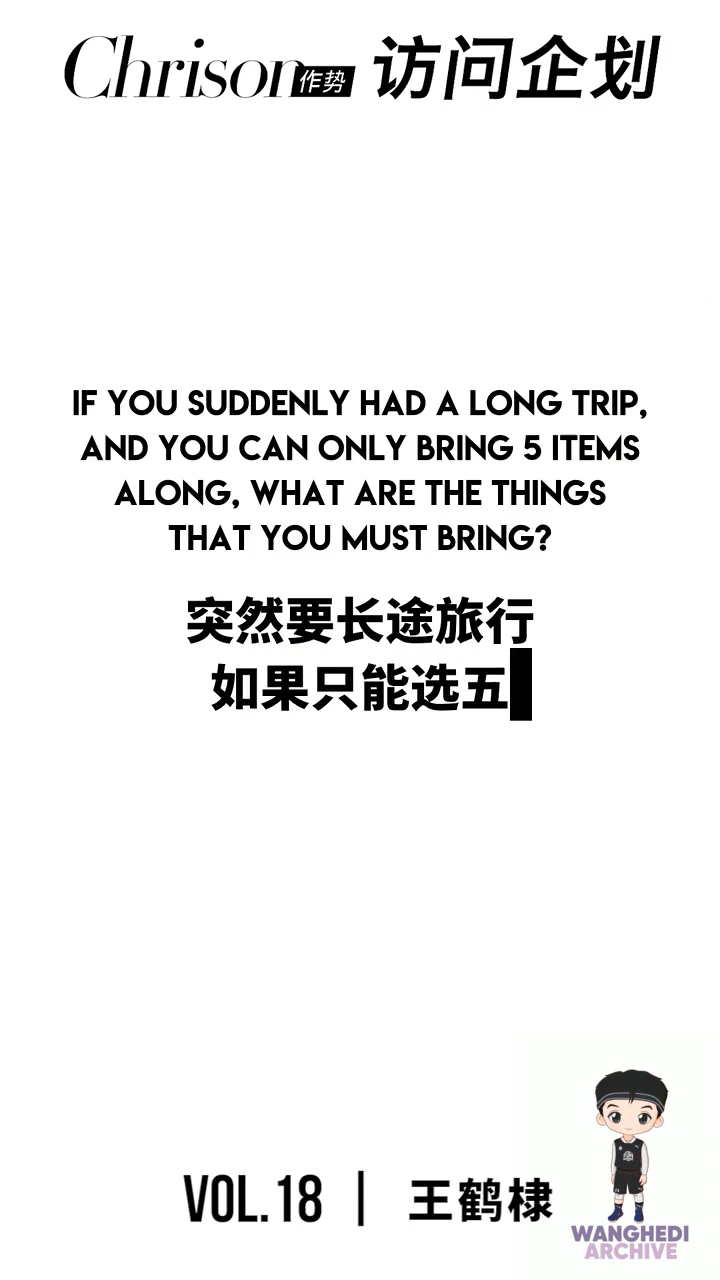 Chrison作势 访问企划
IF YOU SUDDENLY HAD A LONG TRIP,
AND YOU CAN ONLY BRING 5 ITEMS
ALONG, WHAT ARE THE THINGS
THAT YOU MUST BRING?
突然要长途旅行
如果只能选五
VOL.18 | 王鹤棣
WANGHEDI
ARCHIVE